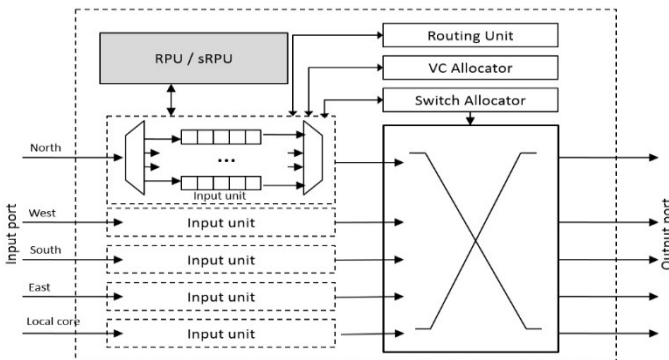 RPU / sRPU
Routing Unit
VC Allocator
Switch Allocator
North
...
Input unit
West
Input unit
South
Input unit
East
Input unit
Local core
Input unit
Input port
Output port